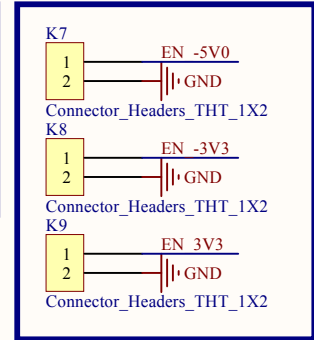 K7
EN -5V0
1
2
GND
Connector_Headers_THT_1X2
K8
EN -3V3
1
2
GND
Connector_Headers_THT_1X2
K9
EN 3V3
1
2
GND
Connector_Headers_THT_1X2